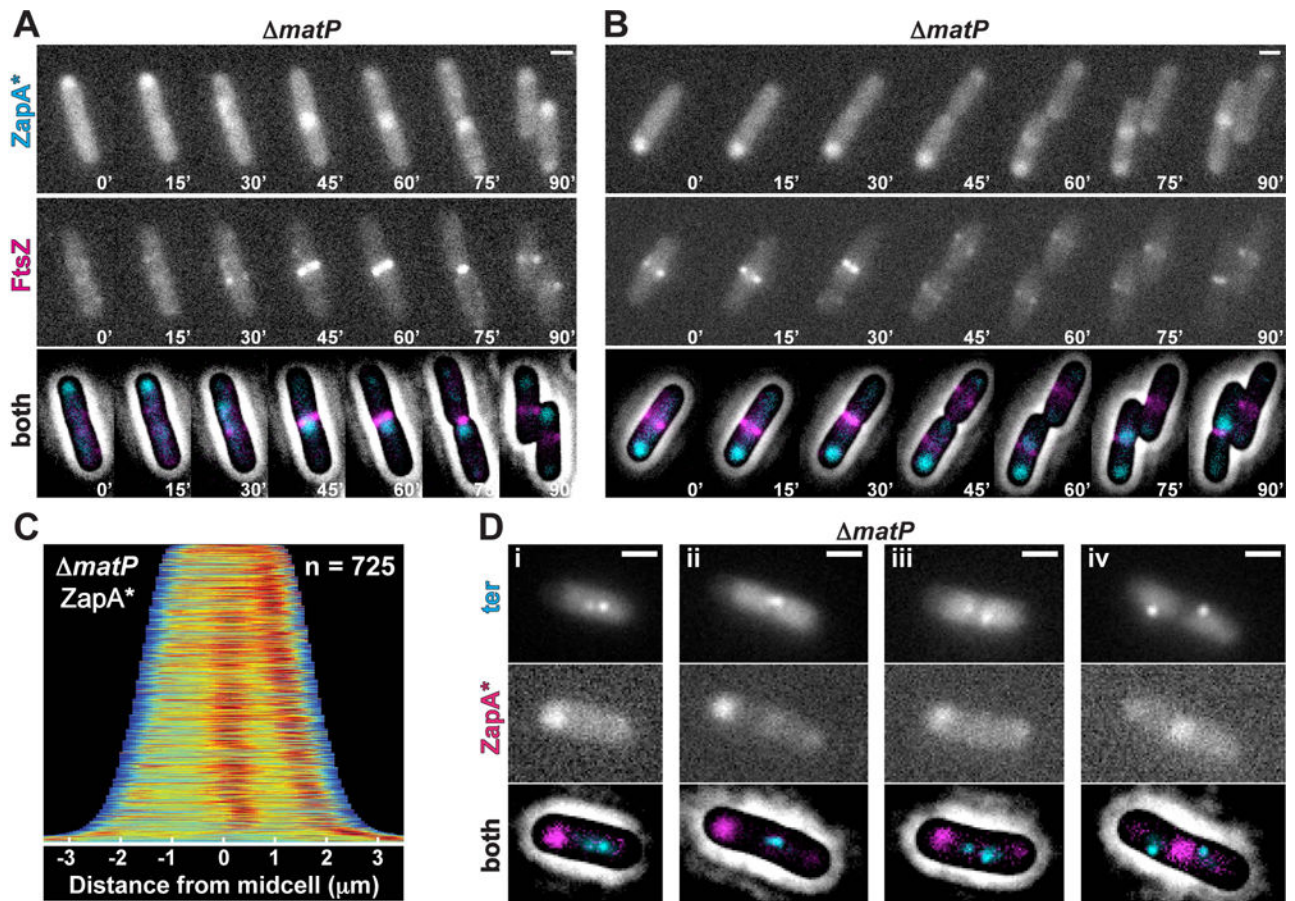 A
ΔmatP
ZapA*
0' 15' 30' 45' 60' 75' 90'
FtsZ
0' 15' 30' 45' 60' 75' 90'
both
0' 15' 30' 45' 60' 75' 90'
B
ΔmatP
0' 15' 30' 45' 60' 75' 90'
0' 15' 30' 45' 60' 75' 90'
0' 15' 30' 45' 60' 75' 90'
C
ΔmatP n = 725
ZapA*
-3 -2 -1 0 1 2 3
Distance from midcell (μm)
D
ΔmatP
i ii iii iv
ter
ZapA*
both